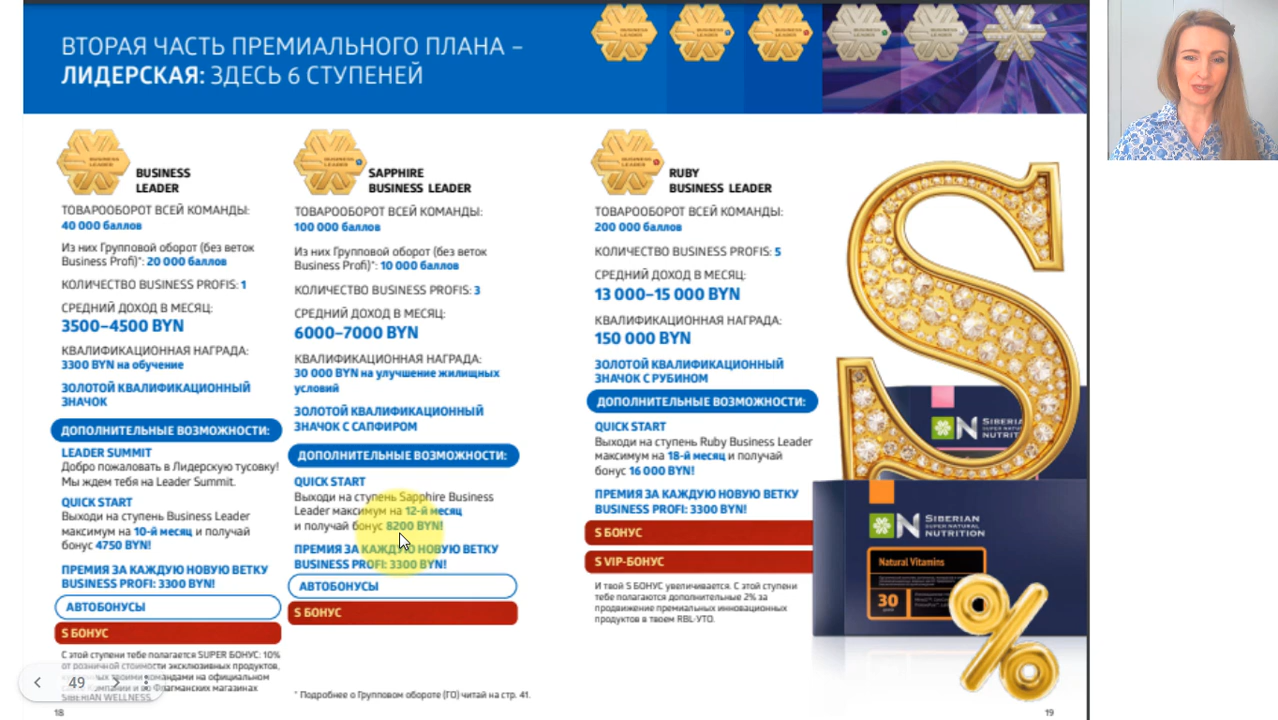 ВТОРАЯ ЧАСТЬ ПРЕМИАЛЬНОГО ПЛАНА –
ЛИДЕРСКАЯ: ЗДЕСЬ 6 СТУПЕНЕЙ
BUSINESS
LEADER
ТОВАРООБОРОТ ВСЕЙ КОМАНДЫ:
40 000 баллов
Из них Групповой оборот (без веток
Business Profi)*: 20 000 баллов
КОЛИЧЕСТВО BUSINESS PROFIS: 1
СРЕДНИЙ ДОХОД В МЕСЯЦ:
3500–4500 BYN
КВАЛИФИКАЦИОННАЯ НАГРАДА:
3300 BYN на обучение
ЗОЛОТОЙ КВАЛИФИКАЦИОННЫЙ
ЗНАЧОК
ДОПОЛНИТЕЛЬНЫЕ ВОЗМОЖНОСТИ:
LEADER SUMMIT
Добро пожаловать в Лидерскую тусовку!
Мы ждем тебя на Leader Summit.
QUICK START
Выходи на ступень Business Leader
максимум на 10-й месяц и получай
бонус 4750 BYN!
ПРЕМИЯ ЗА КАЖДУЮ НОВУЮ ВЕТКУ
BUSINESS PROFI: 3300 BYN!
АВТОБОНУСЫ
S БОНУС
С этой ступени тебе полагается SUPER БОНУС: 10%
от розничной стоимости эксклюзивных продуктов,
твоими командами на официальном
и во Флагманских магазинах
SIBERIAN WELLNESS.
49
18
SAPPHIRE
BUSINESS LEADER
ТОВАРООБОРОТ ВСЕЙ КОМАНДЫ:
100 000 баллов
Из них Групповой оборот (без веток
Business Profi)*: 10 000 баллов
КОЛИЧЕСТВО BUSINESS PROFIS: 3
СРЕДНИЙ ДОХОД В МЕСЯЦ:
6000–7000 BYN
КВАЛИФИКАЦИОННАЯ НАГРАДА:
30 000 BYN на улучшение жилищных
условий
ЗОЛОТОЙ КВАЛИФИКАЦИОННЫЙ
ЗНАЧОК С САПФИРОМ
ДОПОЛНИТЕЛЬНЫЕ ВОЗМОЖНОСТИ:
QUICK START
Выходи на ступень Sapphire Business
Leader максимум на 12-й месяц
и получай бонус 8200 BYN!
ПРЕМИЯ ЗА КАЖДУЮ НОВУЮ ВЕТКУ
BUSINESS PROFI: 3300 BYN!
АВТОБОНУСЫ
S БОНУС
* Подробнее о Групповом обороте (ГО) читай на стр. 41.
RUBY
BUSINESS LEADER
ТОВАРООБОРОТ ВСЕЙ КОМАНДЫ:
200 000 баллов
КОЛИЧЕСТВО BUSINESS PROFIS: 5
СРЕДНИЙ ДОХОД В МЕСЯЦ:
13 000–15 000 BYN
КВАЛИФИКАЦИОННАЯ НАГРАДА:
150 000 BYN
ЗОЛОТОЙ КВАЛИФИКАЦИОННЫЙ
ЗНАЧОК С РУБИНОМ
ДОПОЛНИТЕЛЬНЫЕ ВОЗМОЖНОСТИ:
QUICK START
Выходи на ступень Ruby Business Leader
максимум на 18-й месяц и получай
бонус 16 000 BYN!
ПРЕМИЯ ЗА КАЖДУЮ НОВУЮ ВЕТКУ
BUSINESS PROFI: 3300 BYN!
S БОНУС
S VIP-БОНУС
И твой S БОНУС увеличивается. С этой ступени
тебе полагаются дополнительные 2% за
продвижение премиальных инновационных
продуктов в твоем RBL-УГО.
S
N SIBERIAN
SUPER NATURAL
NUTRITION
Natural Vitamins
30
%
19